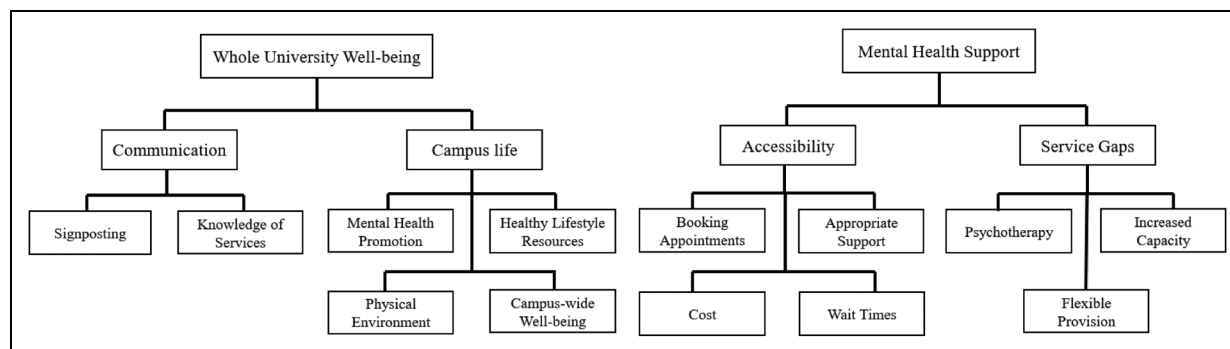 Whole University Well-being
Mental Health Support
Communication
Campus life
Accessibility
Service Gaps
Signposting
Knowledge of
Services
Mental Health
Promotion
Healthy Lifestyle
Resources
Booking
Appointments
Appropriate
Support
Psychotherapy
Increased
Capacity
Physical
Environment
Campus-wide
Well-being
Cost
Wait Times
Flexible
Provision